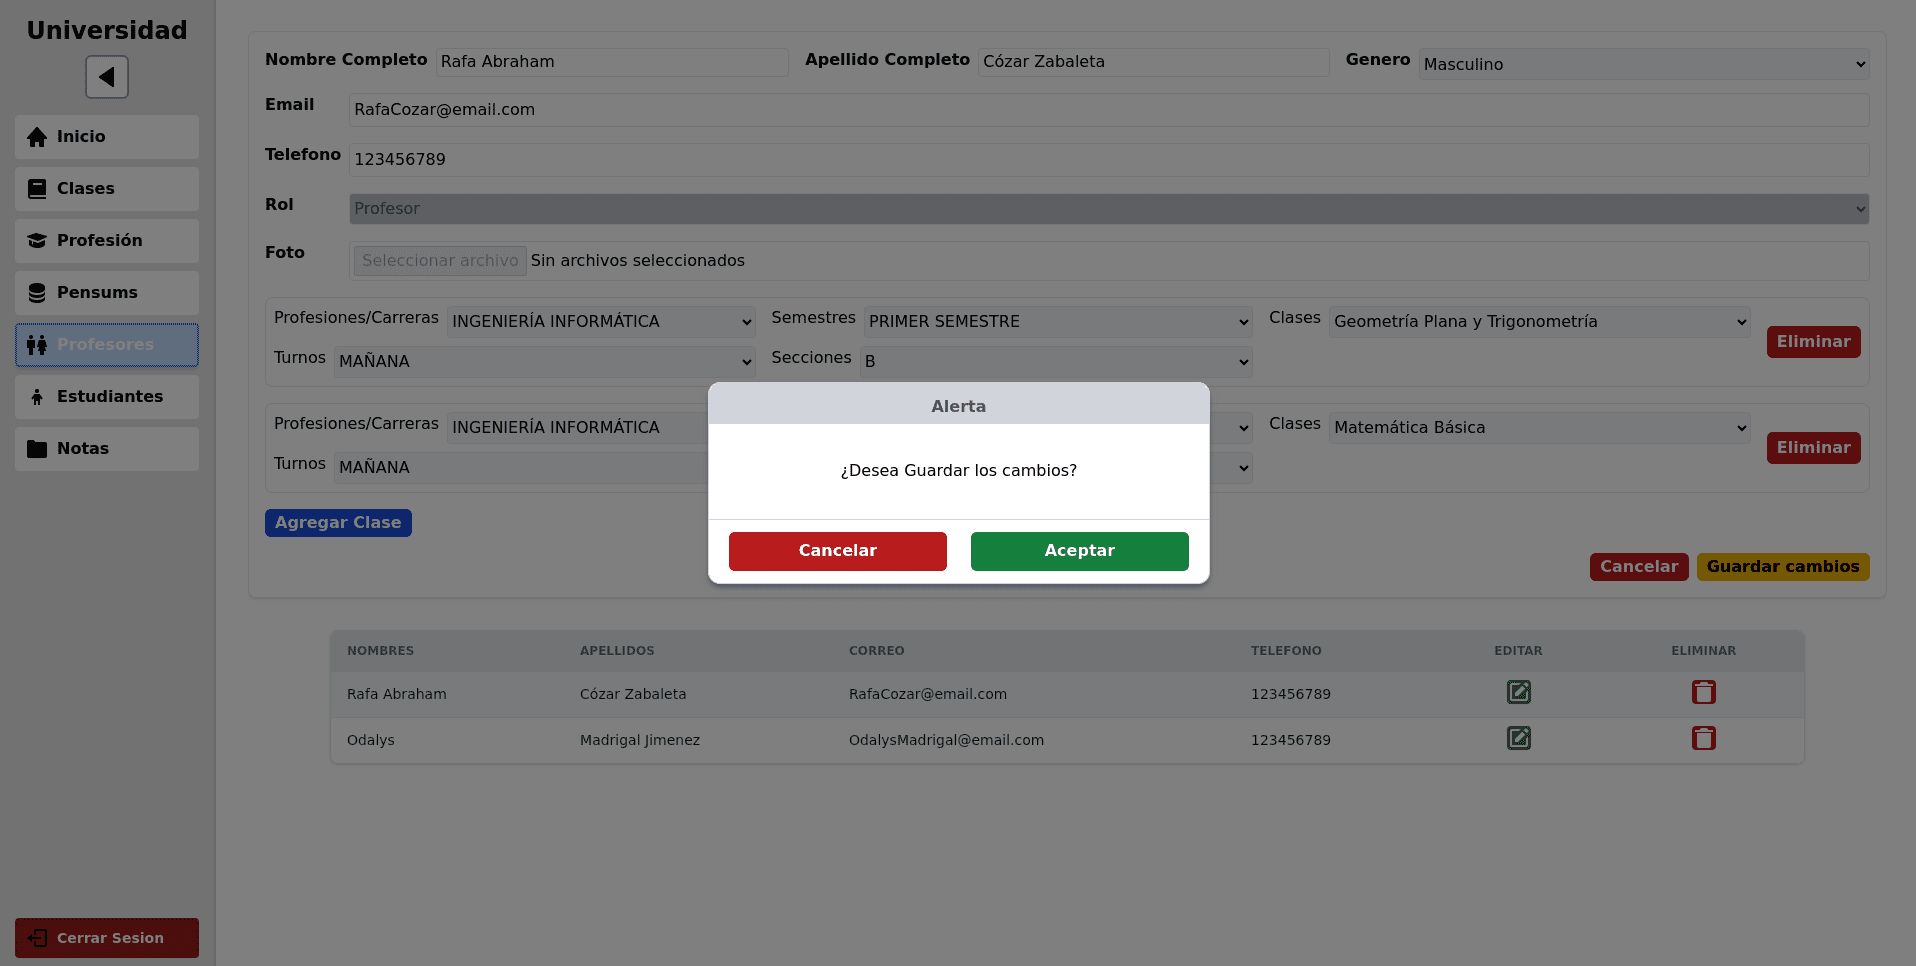 Universidad
Inicio
Clases
Profesión
Pensums
Profesores
Estudiantes
Notas
Cerrar Sesion
Nombre Completo Rafa Abraham Apellido Completo Cózar Zabaleta Genero Masculino
Email RafaCozar@email.com
Telefono 123456789
Rol Profesor
Foto Seleccionar archivo Sin archivos seleccionados
Profesiones/Carreras INGENIERÍA INFORMÁTICA Semestres PRIMER SEMESTRE Clases Geometría Plana y Trigonometría
Eliminar
Turnos MAÑANA Secciones B
Profesiones/Carreras INGENIERÍA INFORMÁTICA Clases Matemática Básica
Eliminar
Turnos MAÑANA
Agregar Clase
Cancelar Guardar cambios
Alerta
¿Desea Guardar los cambios?
Cancelar Aceptar
NOMBRES APELLIDOS CORREO TELEFONO EDITAR ELIMINAR
Rafa Abraham Cózar Zabaleta RafaCozar@email.com 123456789
Odalys Madrigal Jimenez OdalysMadrigal@email.com 123456789